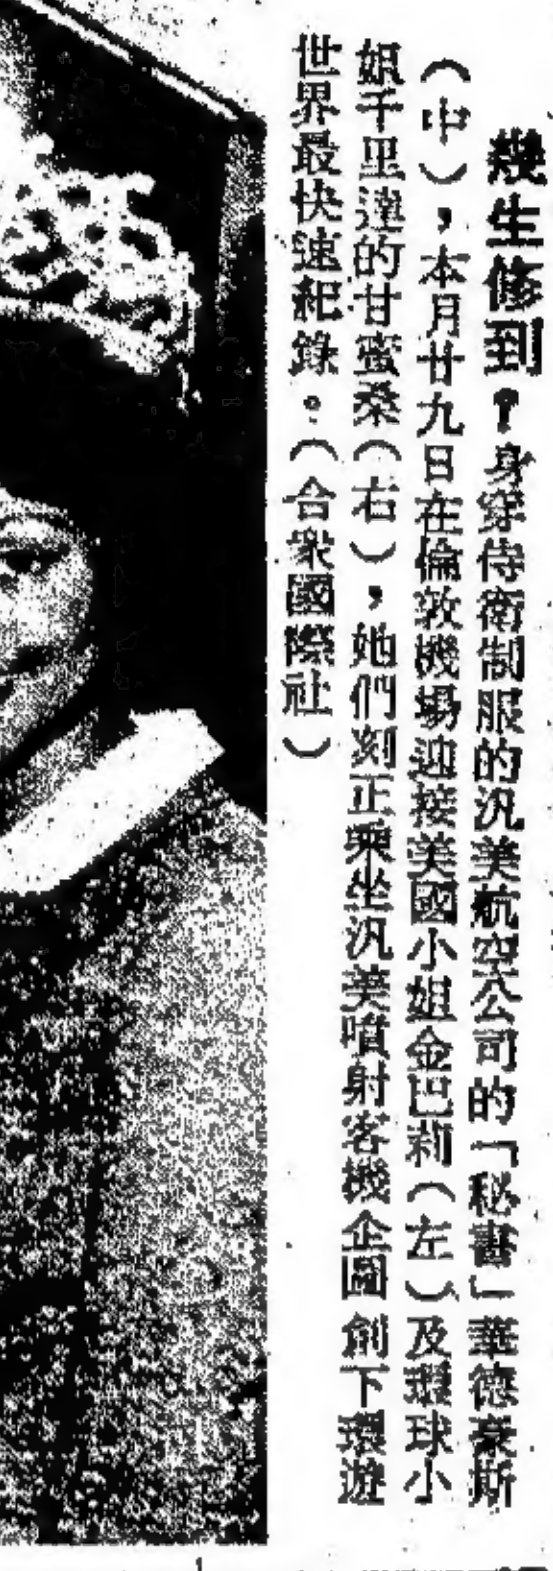 幾生修到？身穿侍衛制服的汎美航空公司的「秘書」華德豪斯
（中），本月廿九日在倫敦機場迎接美國小姐金巴莉（左）及環球小
姐千里達的甘蜜桑（右），她們刻正乘坐汎美噴射客機企圖創下環遊
世界最快速紀錄。（合衆國際社）